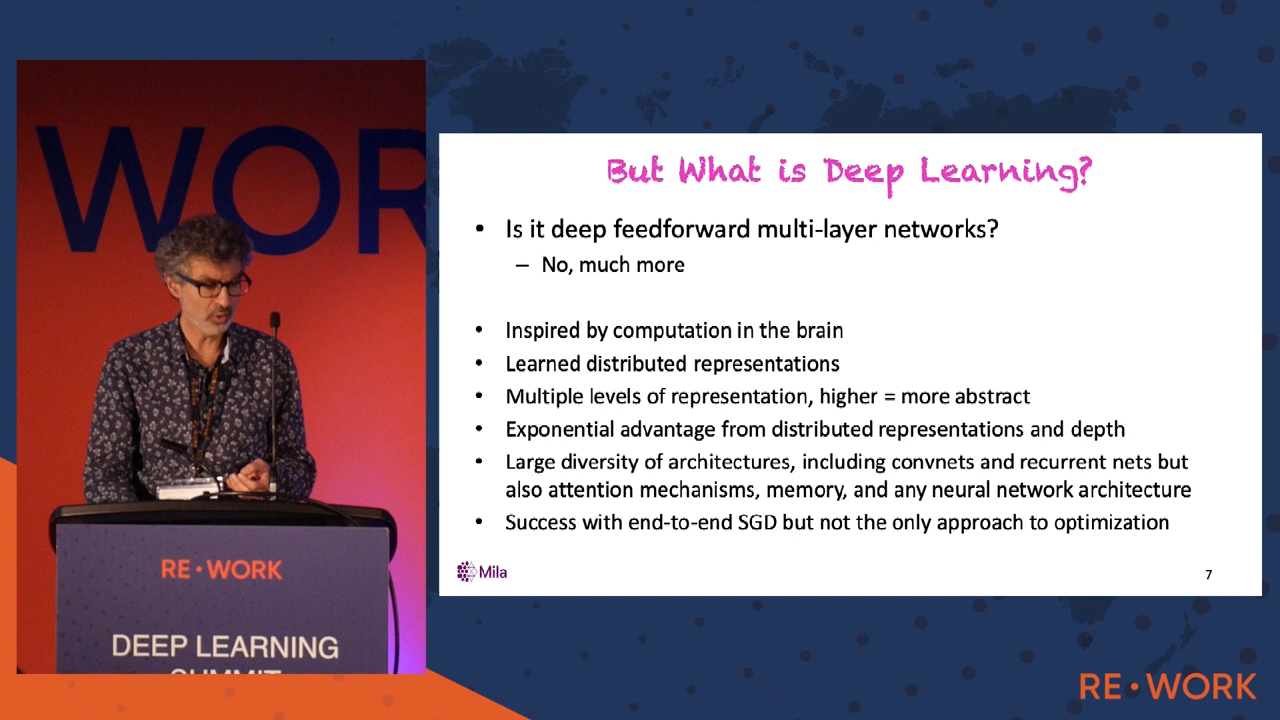 WOR
RE•WORK
DEEP LEARNING
SUMMIT
But What is Deep Learning?
• Is it deep feedforward multi-layer networks?
– No, much more
• Inspired by computation in the brain
• Learned distributed representations
• Multiple levels of representation, higher = more abstract
• Exponential advantage from distributed representations and depth
• Large diversity of architectures, including convnets and recurrent nets but
also attention mechanisms, memory, and any neural network architecture
• Success with end-to-end SGD but not the only approach to optimization
Mila
7
RE•WORK